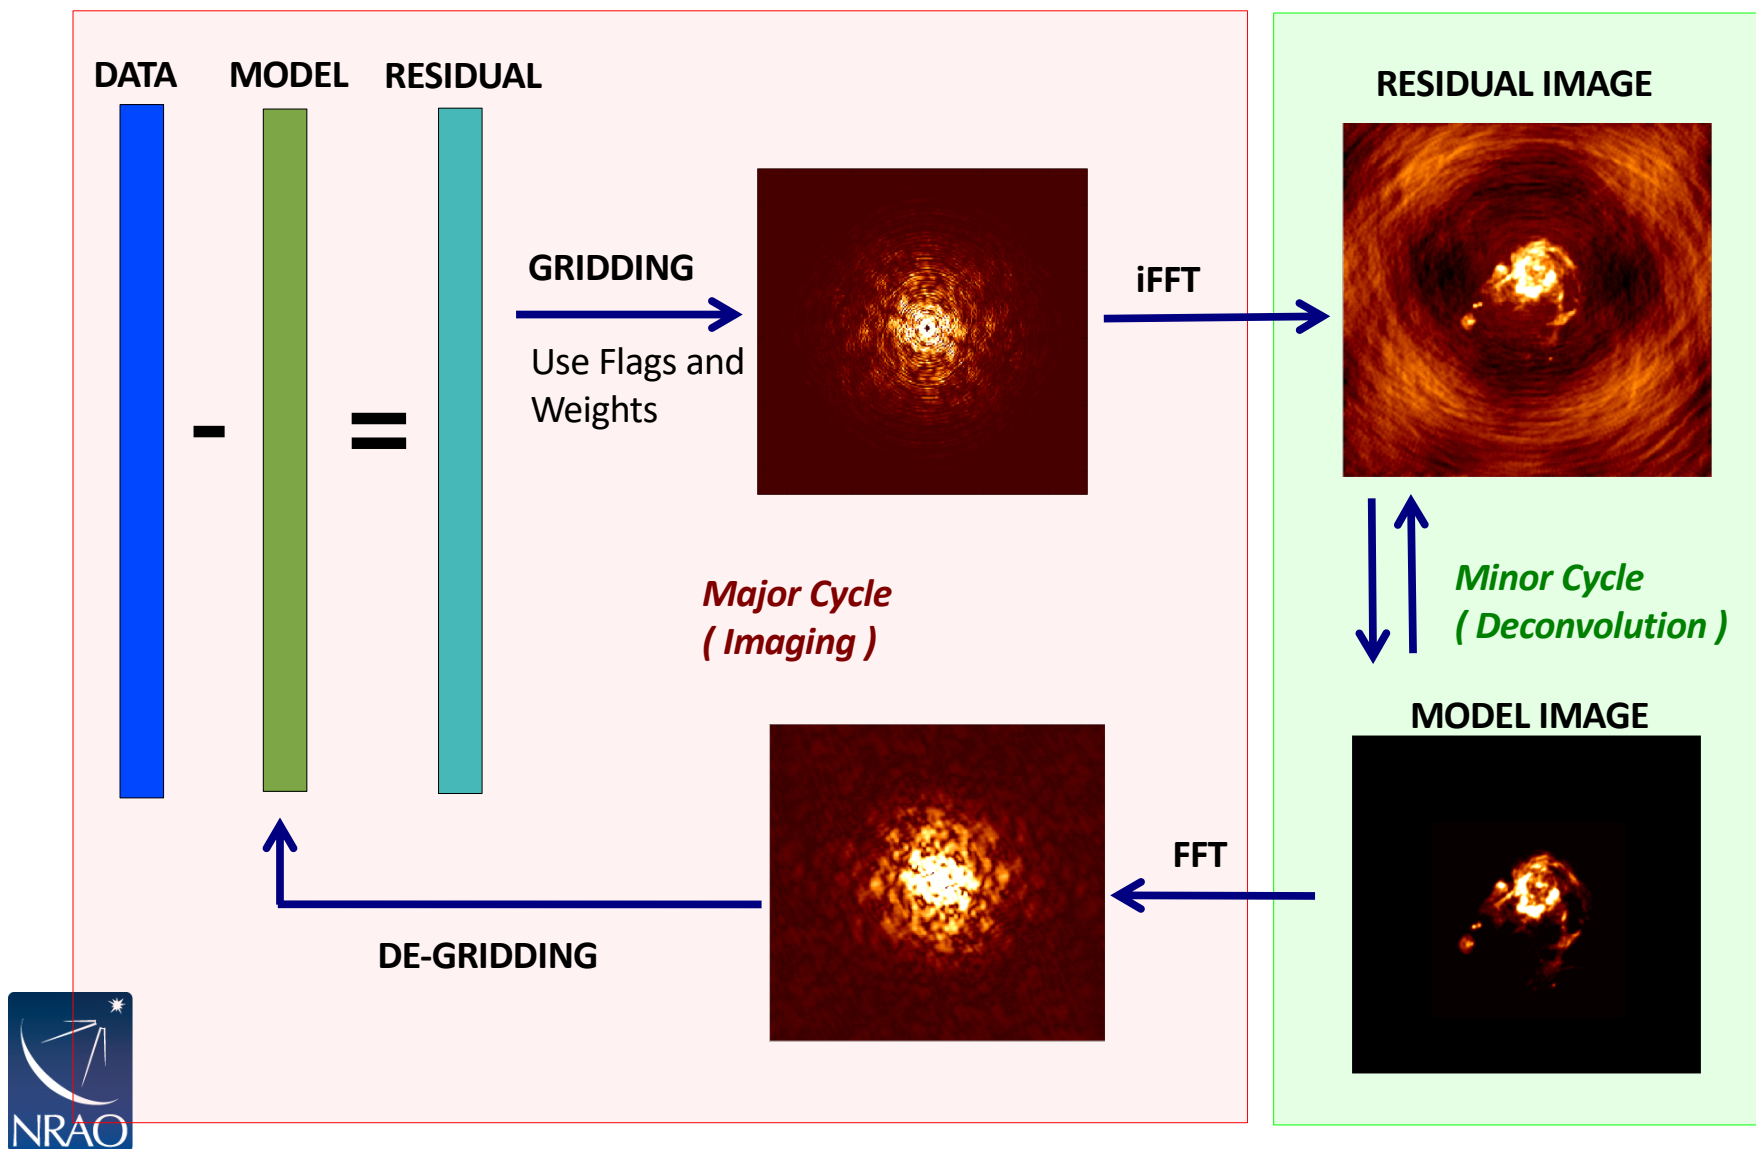 DATA
MODEL
RESIDUAL
RESIDUAL IMAGE
GRIDDING
Use Flags and
Weights
iFFT
-
=
Major Cycle
( Imaging )
Minor Cycle
( Deconvolution )
MODEL IMAGE
FFT
DE-GRIDDING
NRAO